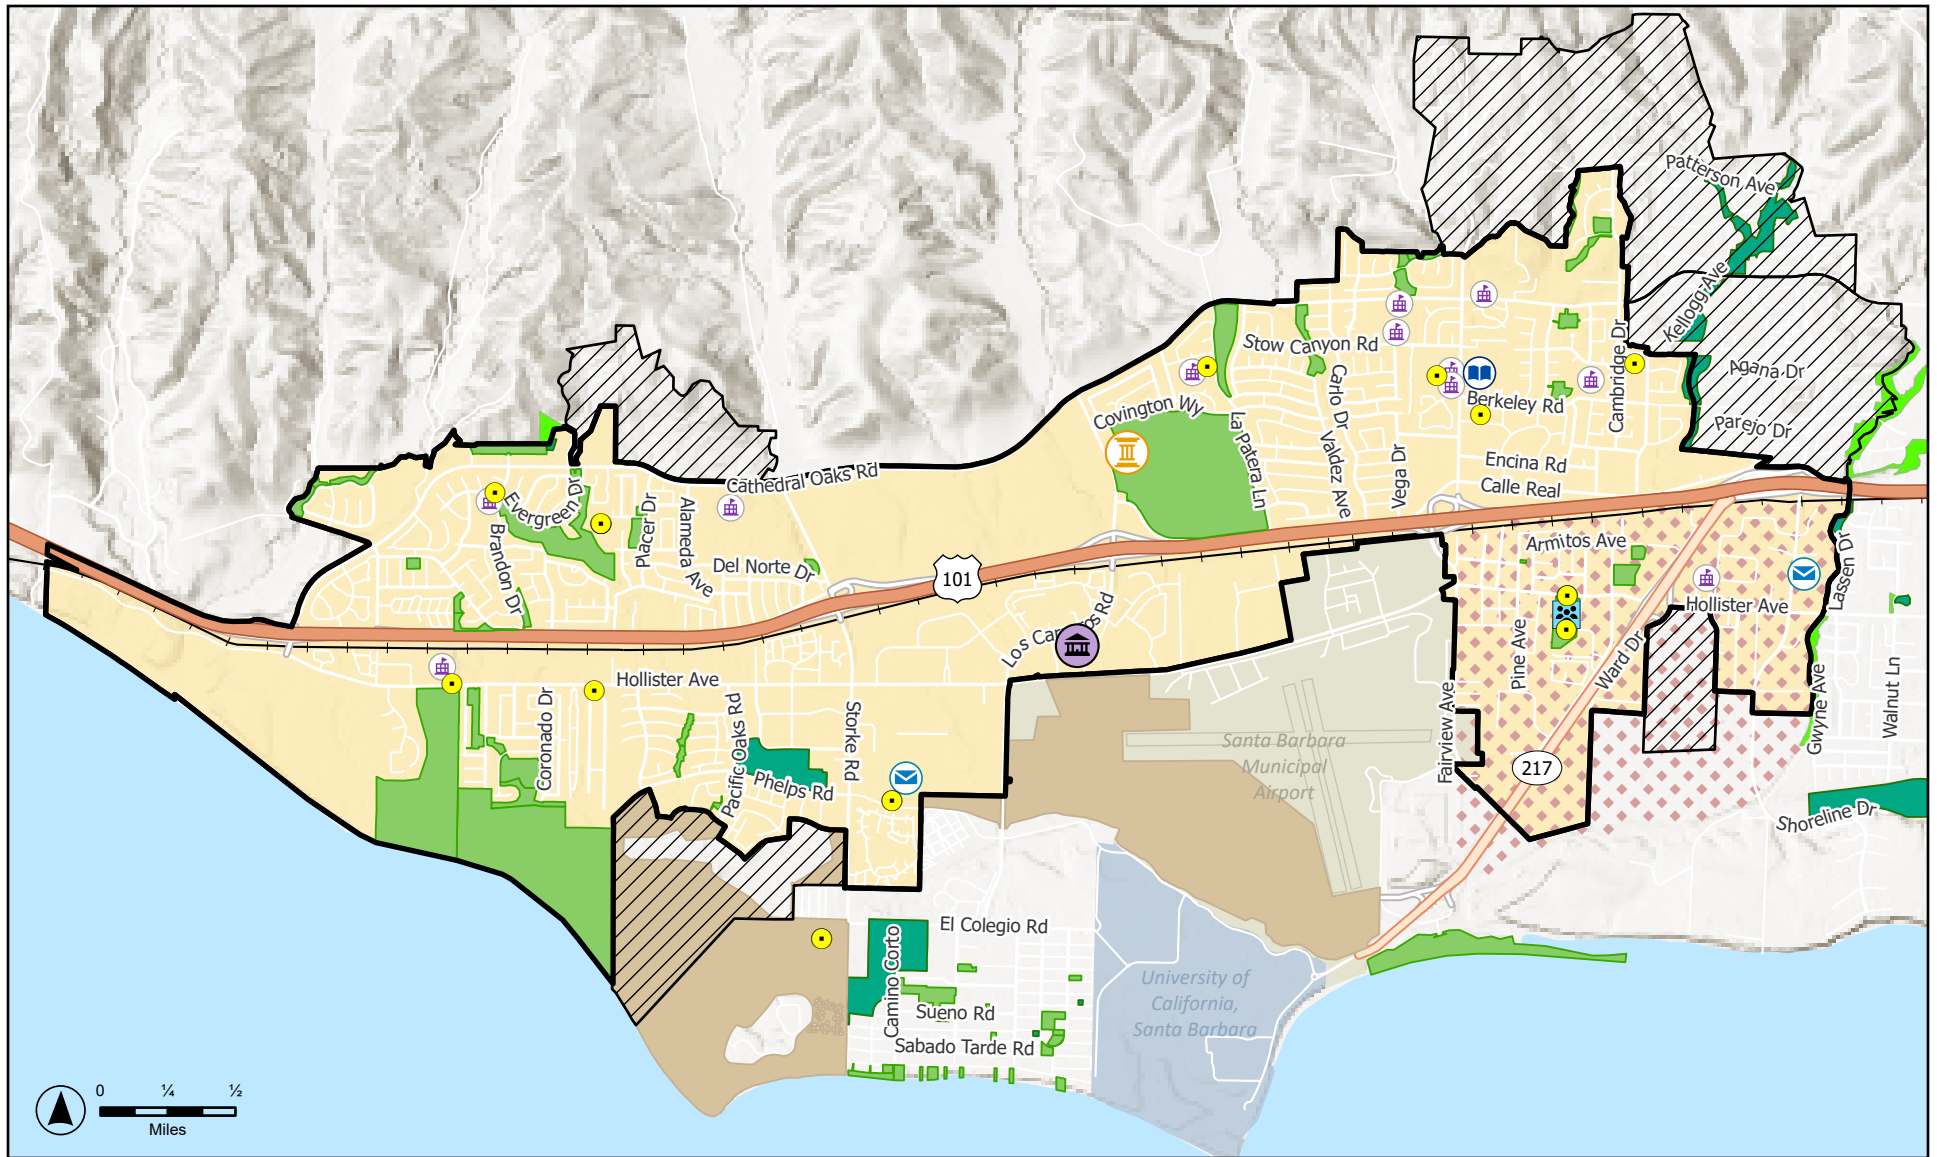 Patterson Ave
Kellogg Ave
Stow Canyon Rd
Cambridge Dr
Agana Dr
Carlo Dr
Berkeley Rd
Covington Wy
Parejo Dr
La Patera Ln
Valdez Ave
Vega Dr
Encina Rd
Calle Real
Cathedral Oaks Rd
Evergreen Dr
Placer Dr
Alameda Ave
Brandon Dr
Del Norte Dr
101
Armitos Ave
Lassen Dr
Hollister Ave
Los Carneros Rd
Pine Ave
Ward Dr
Hollister Ave
Gwyne Ave
Walnut Ln
Coronado Dr
Pacific Oaks Rd
Storke Rd
Fairview Ave
Santa Barbara
Municipal
Airport
217
Phelps Rd
Shoreline Dr
El Colegio Rd
Camino Corto
University of
California,
Santa Barbara
Sueno Rd
Sabado Tarde Rd
0 ¼ ½
Miles